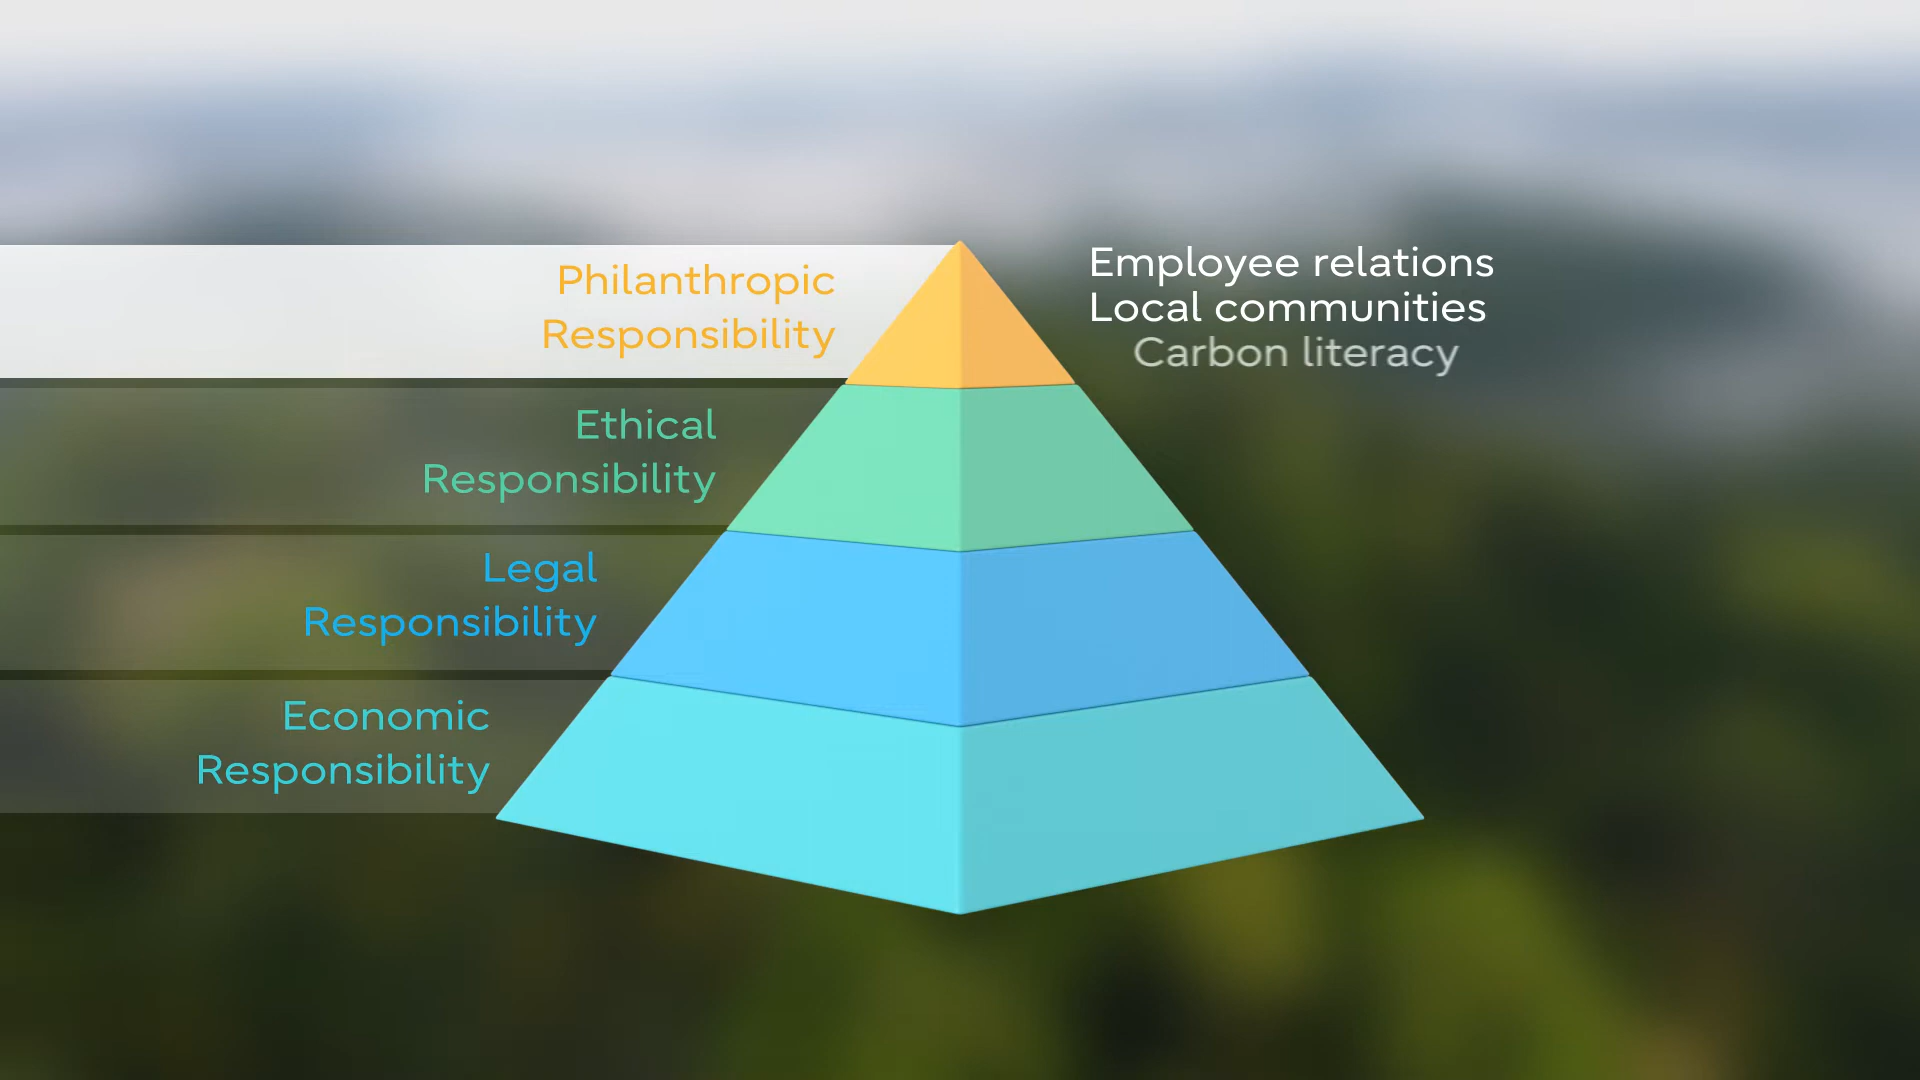 Philanthropic
Responsibility
Employee relations
Local communities
Carbon literacy
Ethical
Responsibility
Legal
Responsibility
Economic
Responsibility